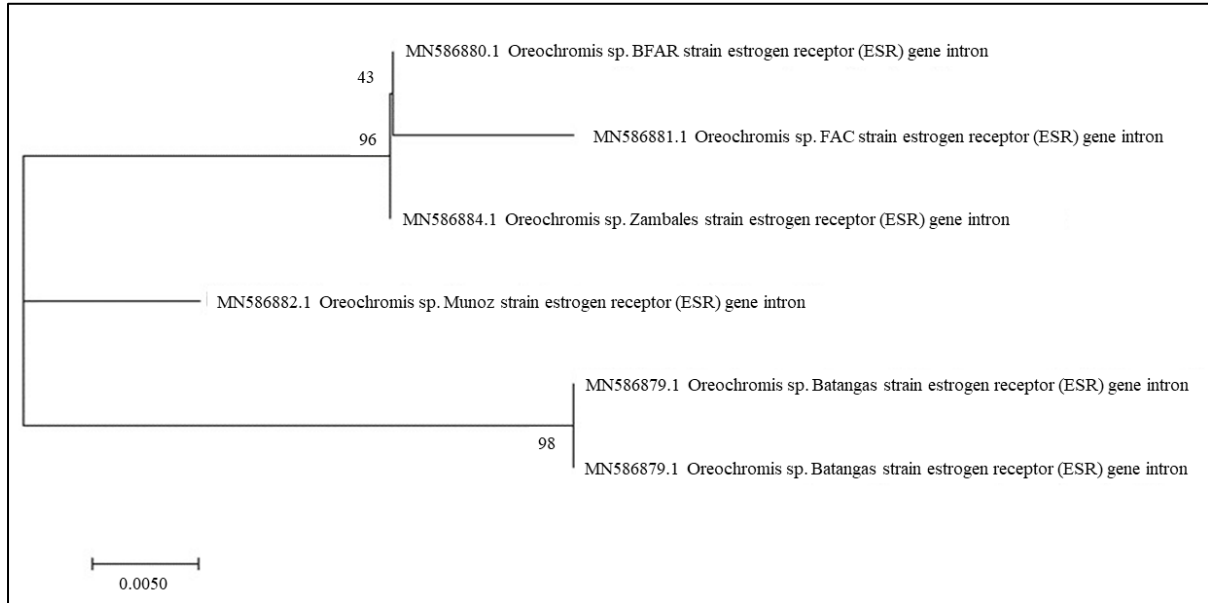 MN586880.1 Oreochromis sp. BFAR strain estrogen receptor (ESR) gene intron
43
MN586881.1 Oreochromis sp. FAC strain estrogen receptor (ESR) gene intron
96
MN586884.1 Oreochromis sp. Zambales strain estrogen receptor (ESR) gene intron
MN586882.1 Oreochromis sp. Munoz strain estrogen receptor (ESR) gene intron
MN586879.1 Oreochromis sp. Batangas strain estrogen receptor (ESR) gene intron
98
MN586879.1 Oreochromis sp. Batangas strain estrogen receptor (ESR) gene intron
0.0050